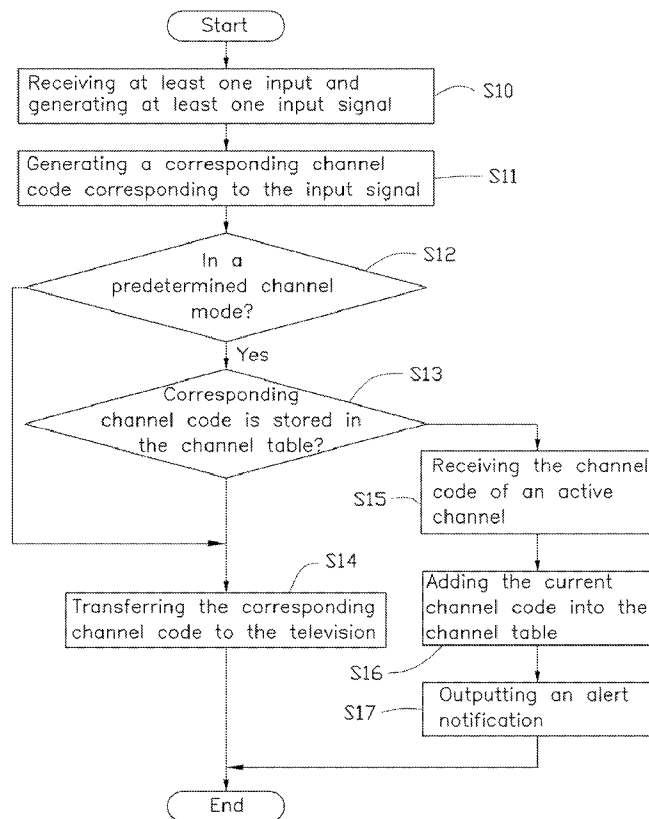 Start
Receiving at least one input and
generating at least one input signal
S10
Generating a corresponding channel
code corresponding to the input signal
S11
In a
predetermined channel
mode?
S12
Yes
Corresponding
channel code is stored in
the channel table?
S13
Receiving the channel
code of an active
channel
S15
Transferring the corresponding
channel code to the television
S14
Adding the current
channel code into the
channel table
S16
Outputting an alert
notification
S17
End